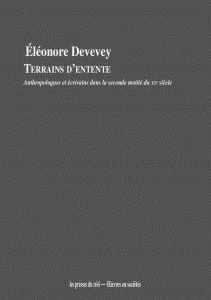 Éléonore Devevey
TERRAINS D'ENTENTE
Anthropologues et écrivains dans la seconde moitié du XXe siècle
les presses du réel – Œuvres en sociétés